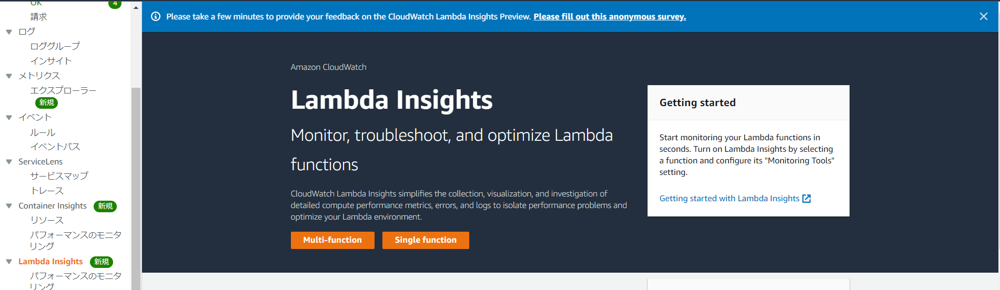 OK
4
請求
ログ
ロググループ
インサイト
メトリクス
エクスプローラー
新規
イベント
ルール
イベントバス
ServiceLens
サービスマップ
トレース
Container Insights 新規
リソース
パフォーマンスのモニタ
リング
Lambda Insights 新規
パフォーマンスのモニタ
リング
Please take a few minutes to provide your feedback on the CloudWatch Lambda Insights Preview. Please fill out this anonymous survey.
Amazon CloudWatch
Lambda Insights
Monitor, troubleshoot, and optimize Lambda
functions
CloudWatch Lambda Insights simplifies the collection, visualization, and investigation of
detailed compute performance metrics, errors, and logs to isolate performance problems and
optimize your Lambda environment.
Multi-function
Single function
Getting started
Start monitoring your Lambda functions in
seconds. Turn on Lambda Insights by selecting
a function and configure its "Monitoring Tools"
setting.
Getting started with Lambda Insights